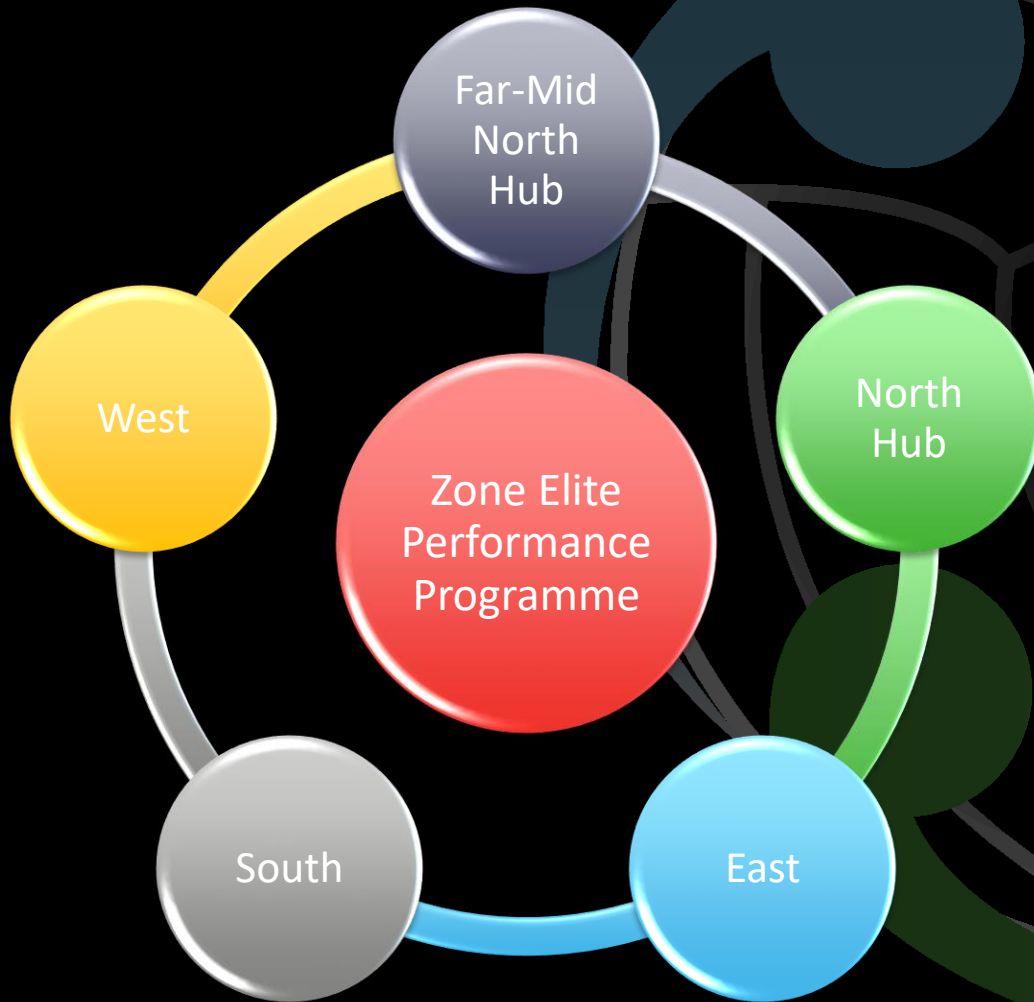 Far-Mid
North
Hub
North
Hub
West
Zone Elite
Performance
Programme
South
East